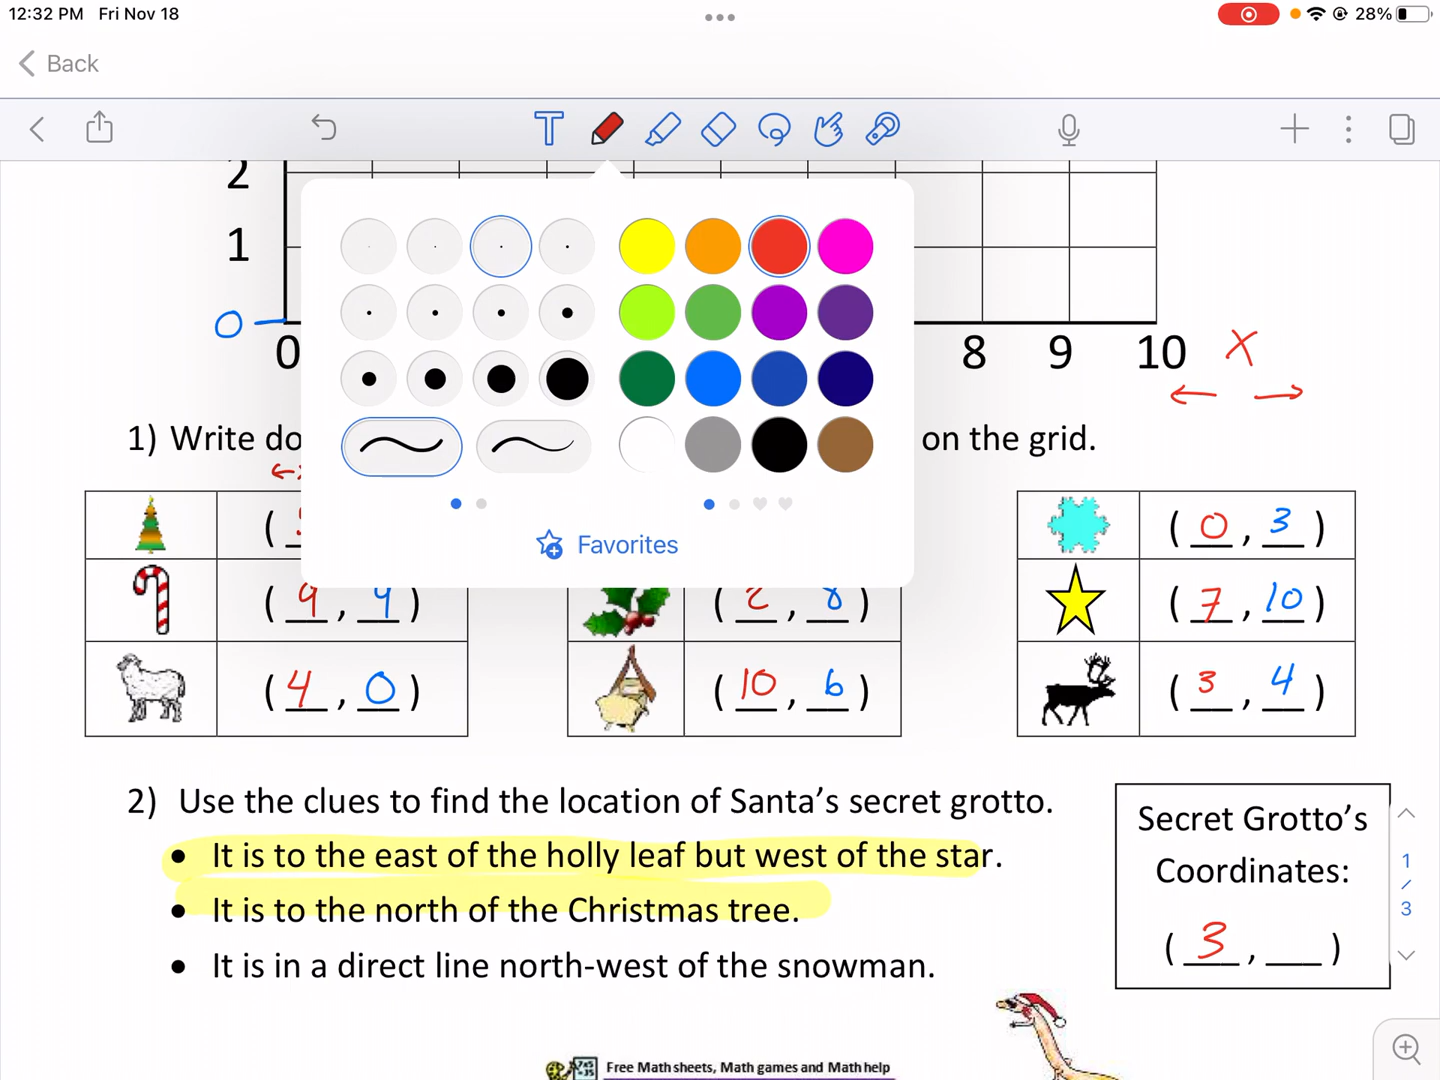 12:32 PM Fri Nov 18
28%
Back
T
2
1
0
0 8 9 10 X
1) Write do on the grid.
Favorites
( , ( 0 , 3 )
( 9 , 4 ) ( 2 , 8 ) ( 7 , 10 )
( 4 , 0 ) ( 10 , 6 ) ( 3 , 4 )
2) Use the clues to find the location of Santa's secret grotto.
• It is to the east of the holly leaf but west of the star.
• It is to the north of the Christmas tree.
• It is in a direct line north-west of the snowman.
Secret Grotto's
Coordinates:
( 3 , __ )
1
/
3
Free Math sheets, Math games and Math help